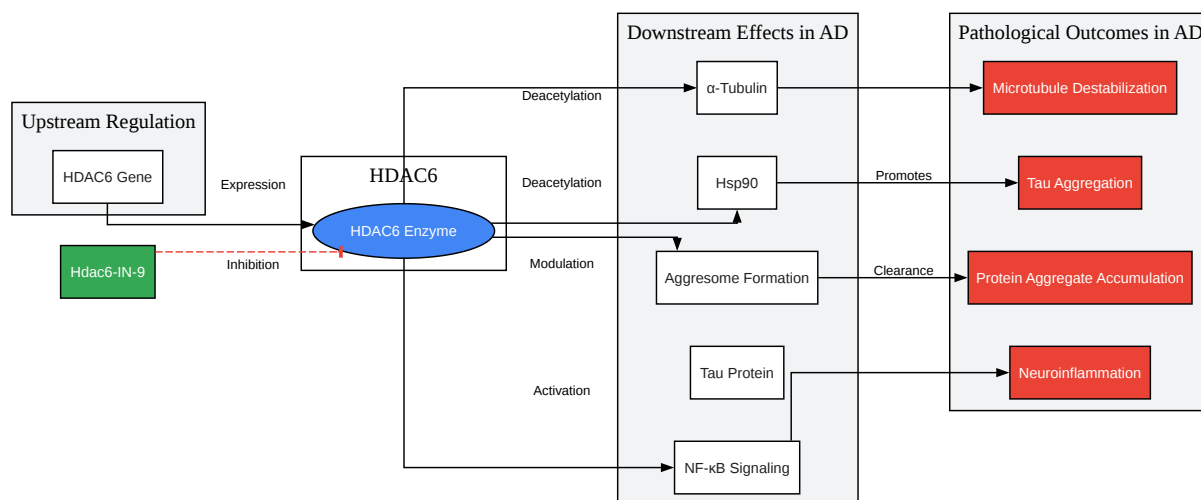 Downstream Effects in AD
Pathological Outcomes in AD
Upstream Regulation
HDAC6 Gene
Expression
HDAC6
HDAC6 Enzyme
Hdac6-IN-9
Inhibition
Deacetylation
α-Tubulin
Microtubule Destabilization
Deacetylation
Hsp90
Promotes
Tau Aggregation
Modulation
Aggresome Formation
Clearance
Protein Aggregate Accumulation
Tau Protein
Neuroinflammation
Activation
NF-κB Signaling